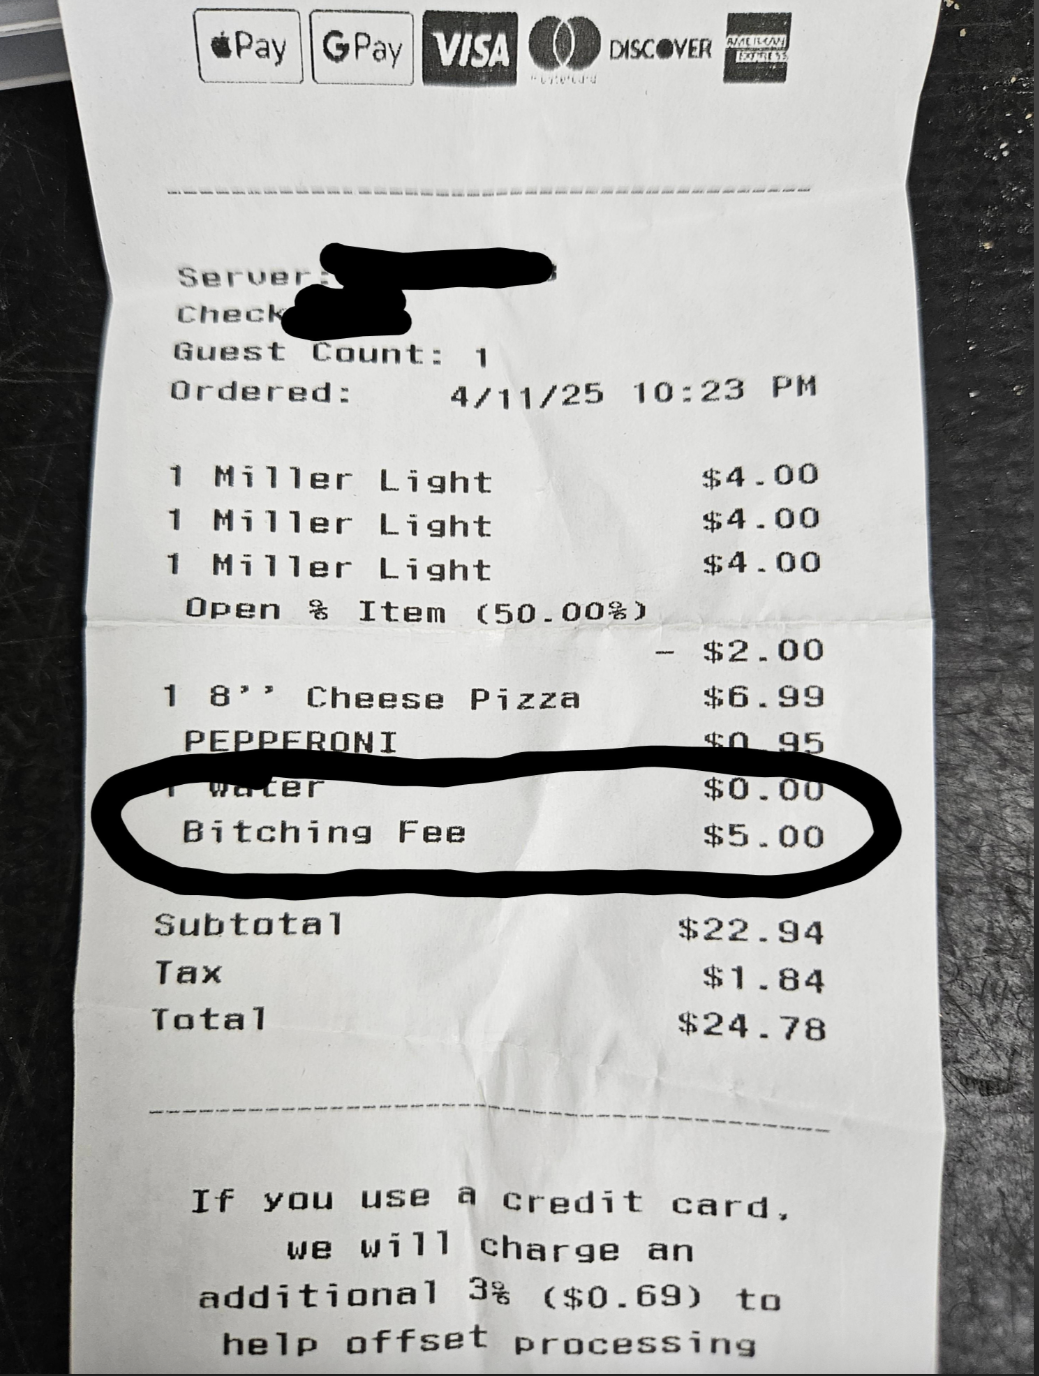 Pay GPay VISA mastercard DISCOVER AMERICAN EXPRESS
Server:
Check
Guest Count: 1
Ordered: 4/11/25 10:23 PM
1 Miller Light $4.00
1 Miller Light $4.00
1 Miller Light $4.00
Open % Item (50.00%)
- $2.00
1 8'' Cheese Pizza $6.99
PEPPERONI $0.95
1 Water $0.00
Bitching Fee $5.00
Subtotal $22.94
Tax $1.84
Total $24.78
If you use a credit card,
we will charge an
additional 3% ($0.69) to
help offset processing